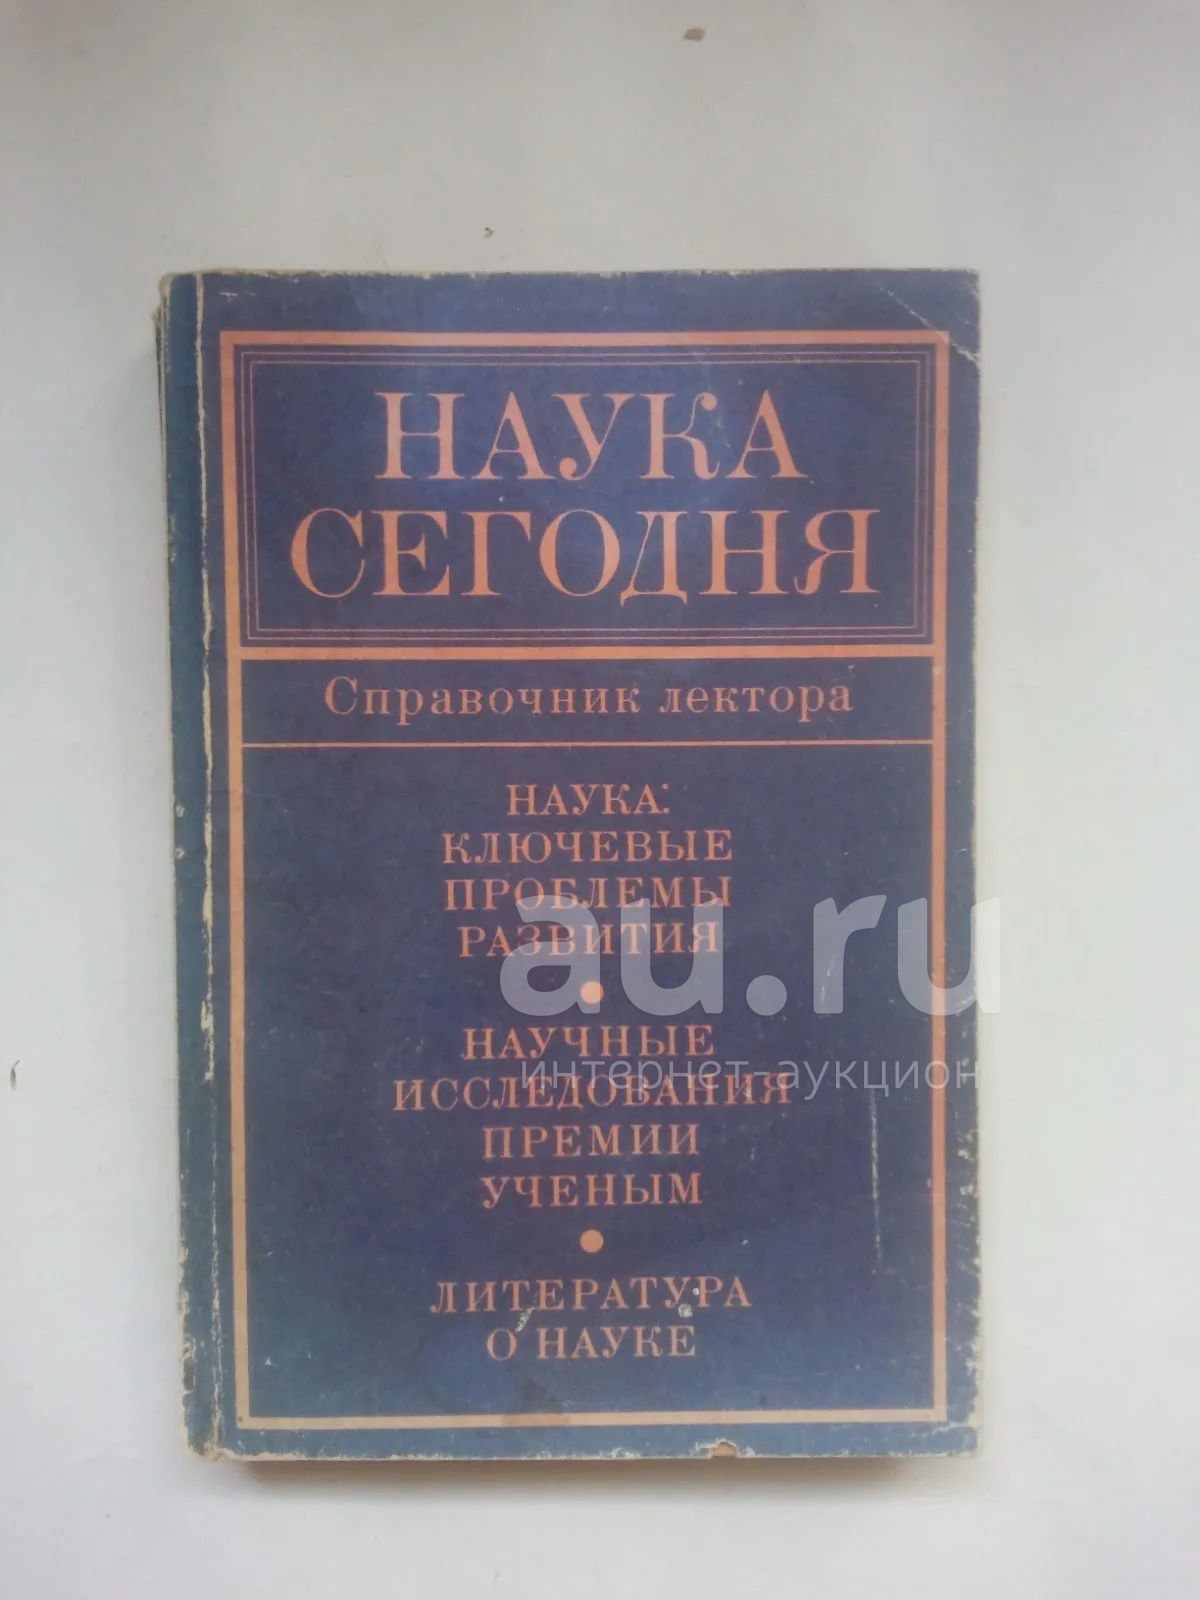 НАУКА
СЕГОДНЯ
Справочник лектора
НАУКА:
КЛЮЧЕВЫЕ
ПРОБЛЕМЫ
РАЗВИТИЯ
au.ru
НАУЧНЫЕ
интернет-аукцион
ИССЛЕДОВАНИЯ
ПРЕМИИ
УЧЕНЫМ
ЛИТЕРАТУРА
О НАУКЕ